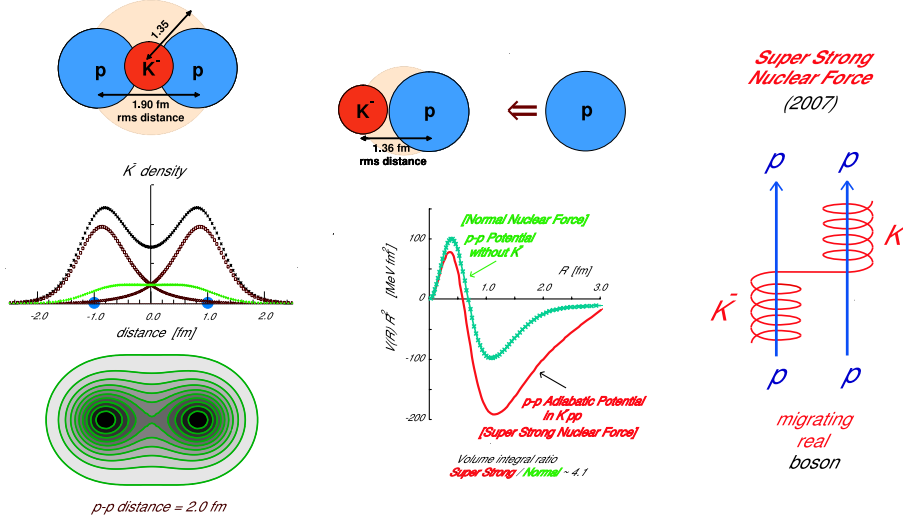 1.35
p
K-
p
1.90 fm
rms distance
K̄ density
-2.0
-1.0
0.0
1.0
2.0
distance [fm]
p-p distance = 2.0 fm
K-
p
⇐
p
1.36 fm
rms distance
[Normal Nuclear Force]
p-p Potential
without K-
V(R) R² [MeV fm²]
100
0
-100
-200
R [fm]
1.0
2.0
3.0
p-p Adiabatic Potential
in K-pp
[Super Strong Nuclear Force]
Volume integral ratio
Super Strong / Normal ~ 4.1
Super Strong
Nuclear Force
(2007)
p
p
K̄
K̄
p
p
migrating
real
boson